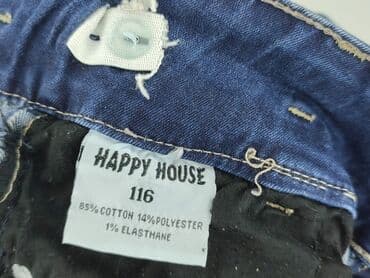 HAPPY HOUSE
116
85% COTTON 14% POLYESTER
1% ELASTHANE